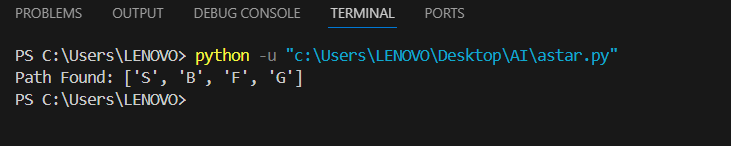 PROBLEMS OUTPUT DEBUG CONSOLE TERMINAL PORTS
PS C:\Users\LENOVO> python -u "c:\Users\LENOVO\Desktop\AI\astar.py"
Path Found: ['S', 'B', 'F', 'G']
PS C:\Users\LENOVO>